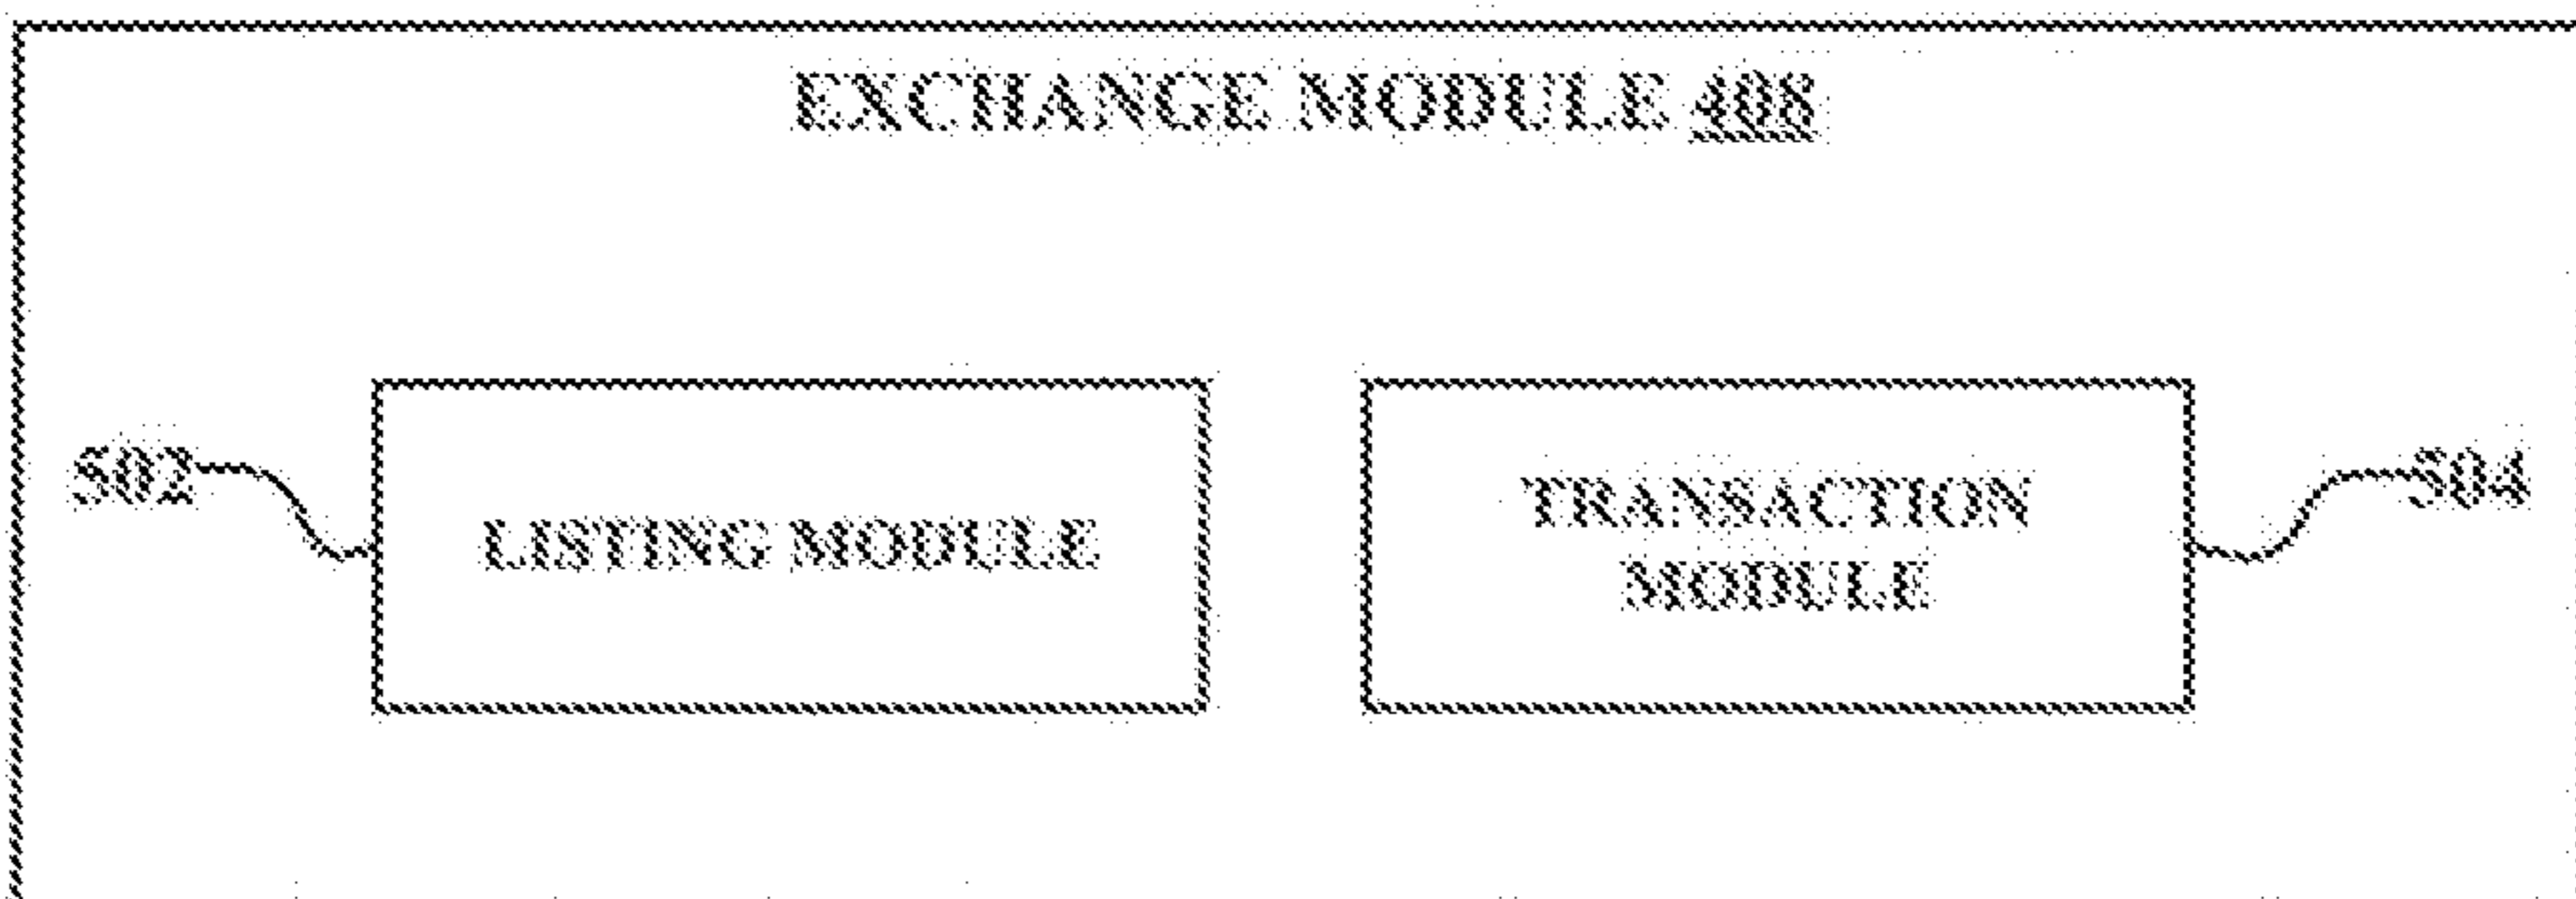 EXCHANGE MODULE 408
502
LISTING MODULE
TRANSACTION
MODULE
504